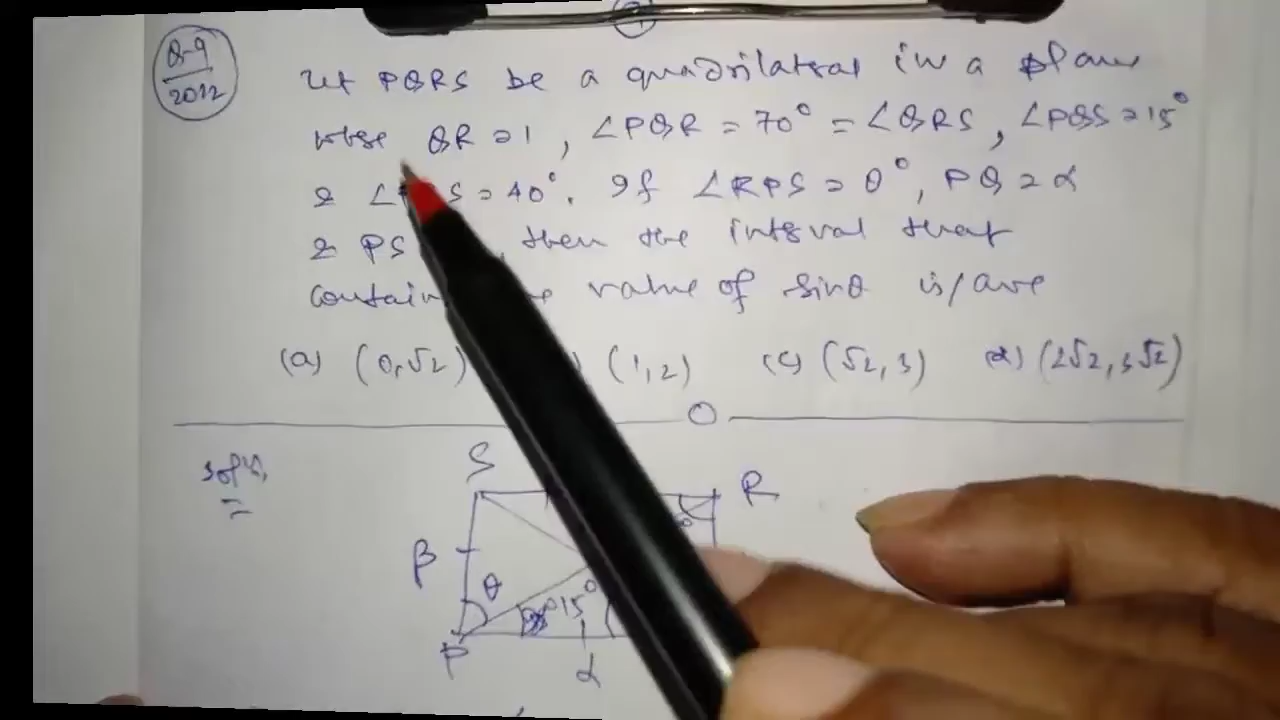 Q-9
2012
Let PQRS be a quadrilateral in a plane
where QR = 1, ∠PQR = 70° = ∠QRS, ∠PQS = 15°
& ∠P S = 40°. If ∠RPS = θ°, PQ = α
& PS then the interval that
contain value of sinθ is/are
(a) (0,√2) ) (1,2) (c) (√2, 3) (d) (2√2, 3√2)
Soln,
S R
β θ 15°
P α